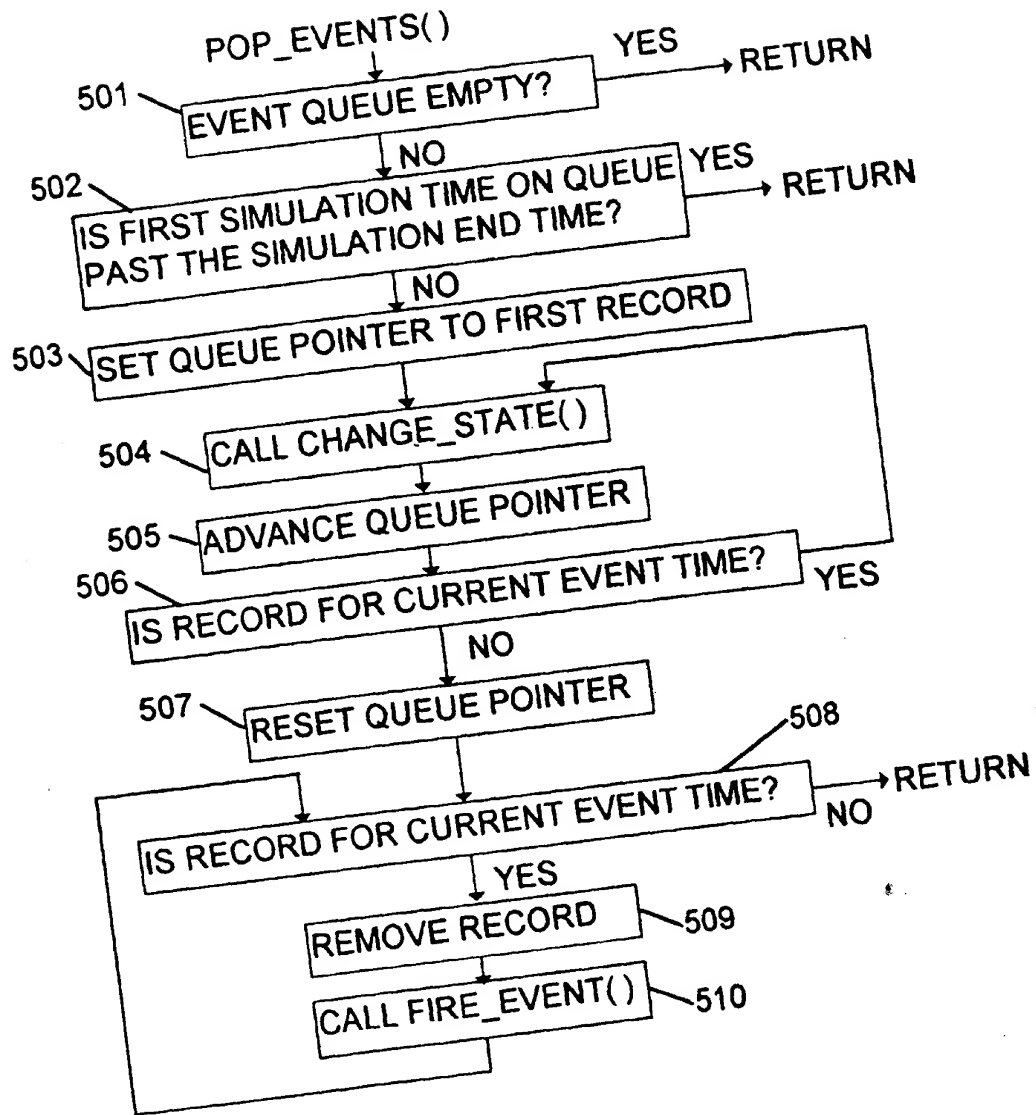 POP_EVENTS()
YES
501
EVENT QUEUE EMPTY?
RETURN
NO
502
IS FIRST SIMULATION TIME ON QUEUE
PAST THE SIMULATION END TIME?
YES
RETURN
NO
503
SET QUEUE POINTER TO FIRST RECORD
504
CALL CHANGE_STATE()
505
ADVANCE QUEUE POINTER
506
IS RECORD FOR CURRENT EVENT TIME?
YES
NO
507
RESET QUEUE POINTER
508
IS RECORD FOR CURRENT EVENT TIME?
RETURN
NO
YES
REMOVE RECORD
509
CALL FIRE_EVENT()
510